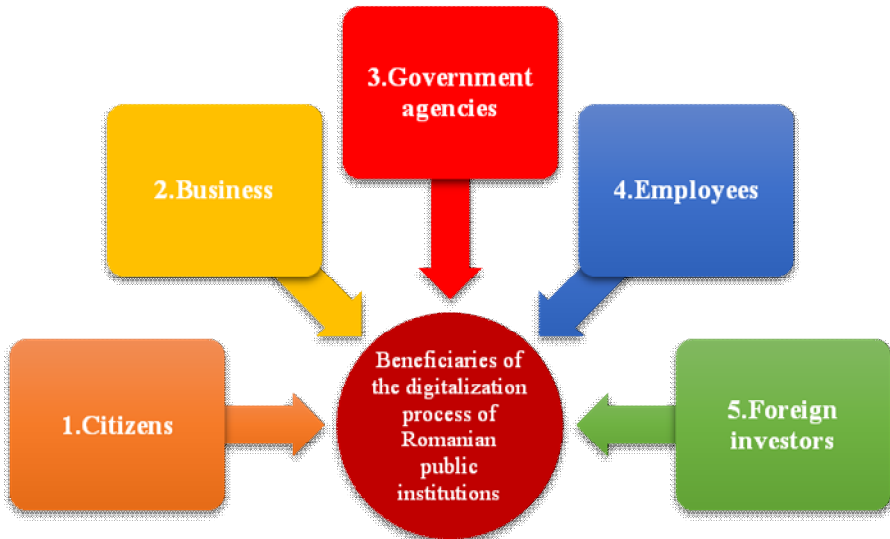 3.Government
agencies
2.Business
4.Employees
1.Citizens
Beneficiaries of
the digitalization
process of
Romanian
public
institutions
5.Foreign
investors